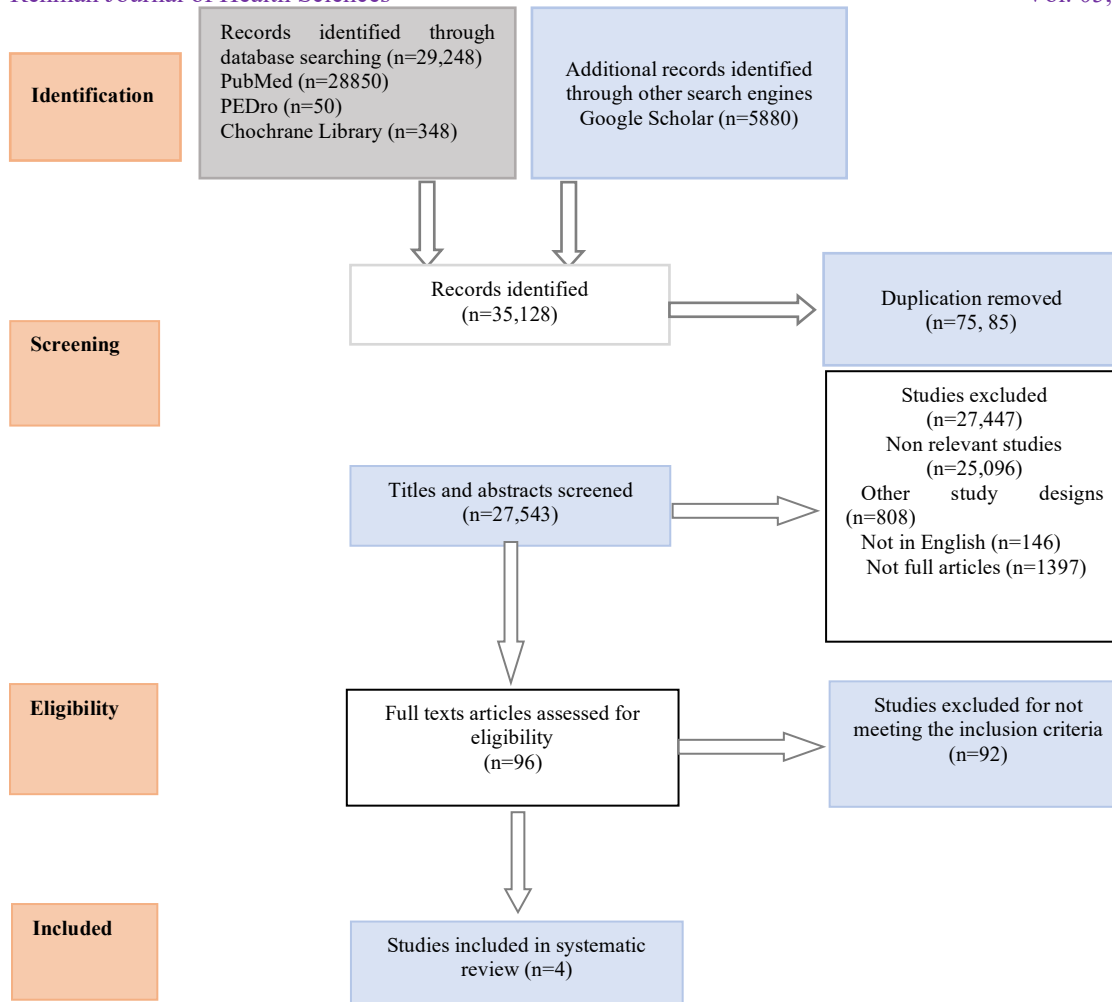 Records identified through
database searching (n=29,248)
PubMed (n=28850)
PEDro (n=50)
Chochrane Library (n=348)
Additional records identified
through other search engines
Google Scholar (n=5880)
Identification
Records identified
(n=35,128)
Duplication removed
(n=75, 85)
Screening
Studies excluded
(n=27,447)
Non relevant studies
(n=25,096)
Other study designs
(n=808)
Not in English (n=146)
Not full articles (n=1397)
Titles and abstracts screened
(n=27,543)
Eligibility
Full texts articles assessed for
eligibility
(n=96)
Studies excluded for not
meeting the inclusion criteria
(n=92)
Included
Studies included in systematic
review (n=4)